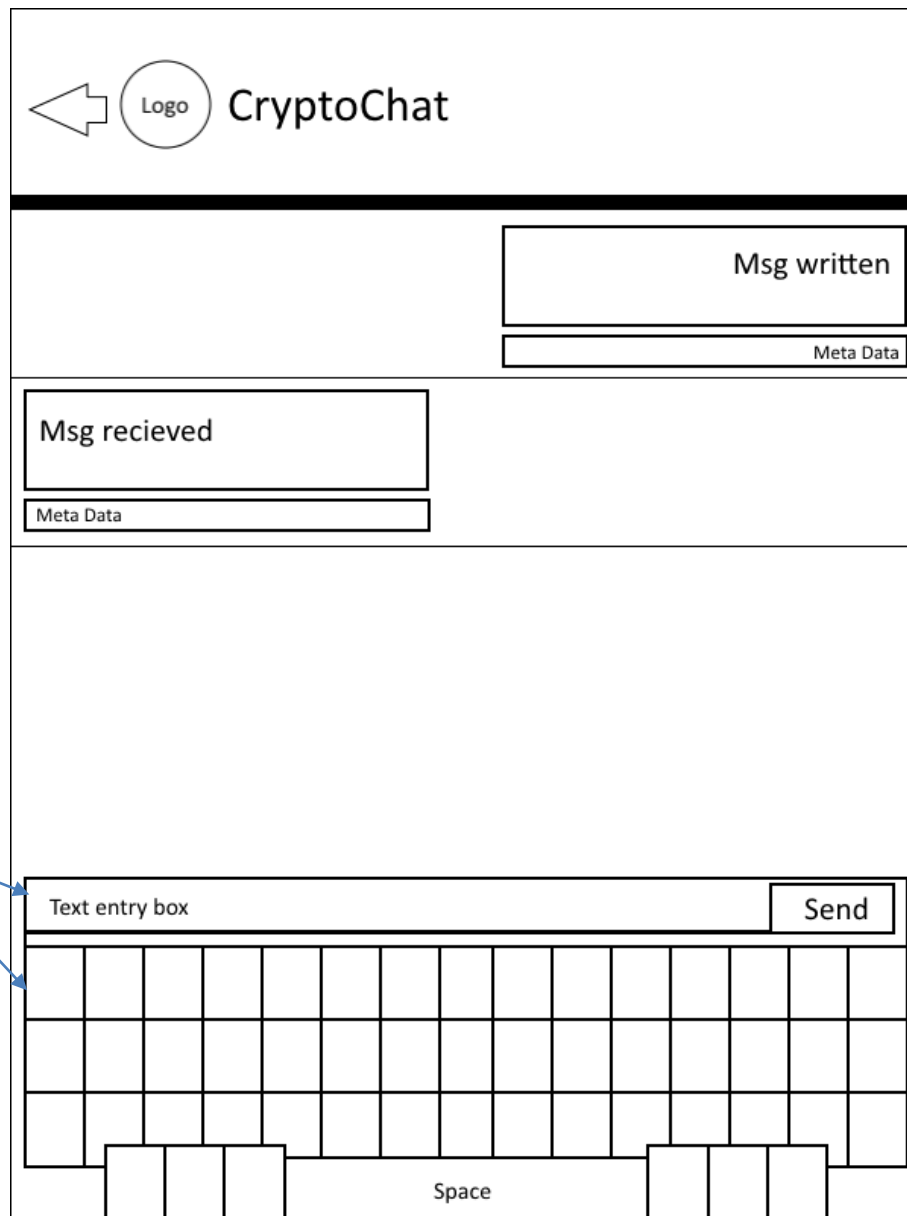 Logo
CryptoChat
Msg written
Meta Data
Msg recieved
Meta Data
Text entry box
Send
Space